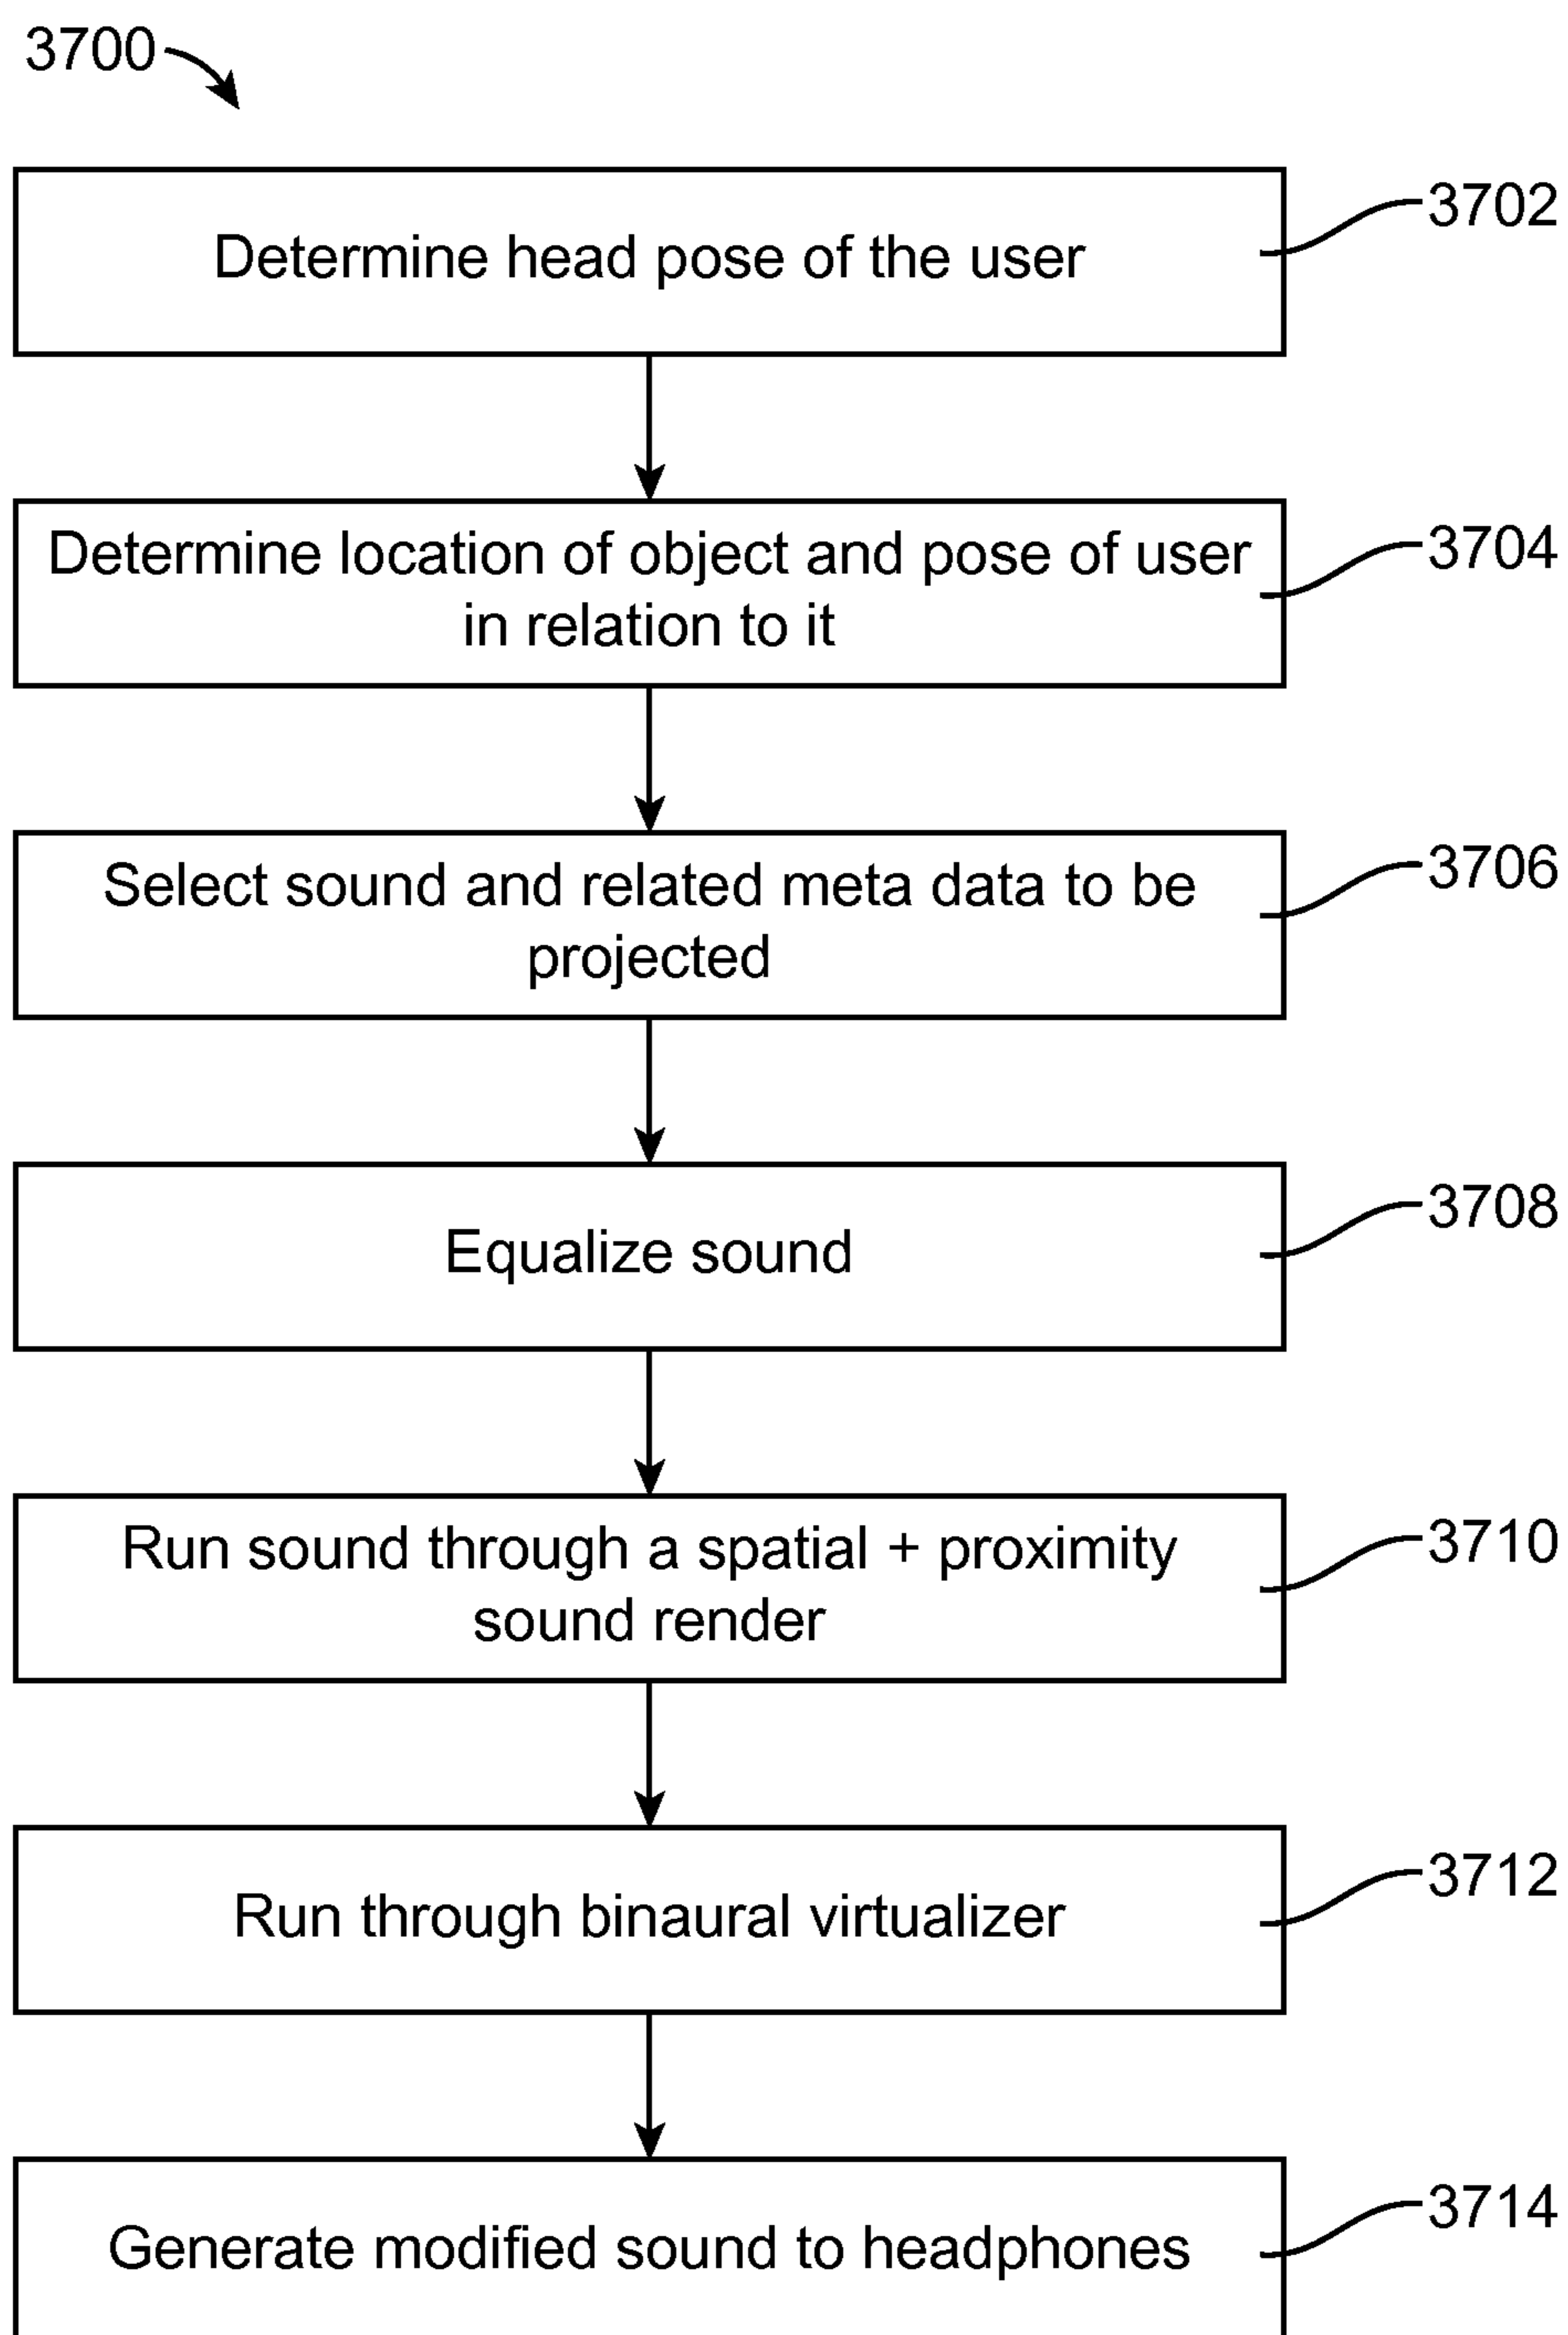 3700
Determine head pose of the user
3702
Determine location of object and pose of user
in relation to it
3704
Select sound and related meta data to be
projected
3706
Equalize sound
3708
Run sound through a spatial + proximity
sound render
3710
Run through binaural virtualizer
3712
Generate modified sound to headphones
3714